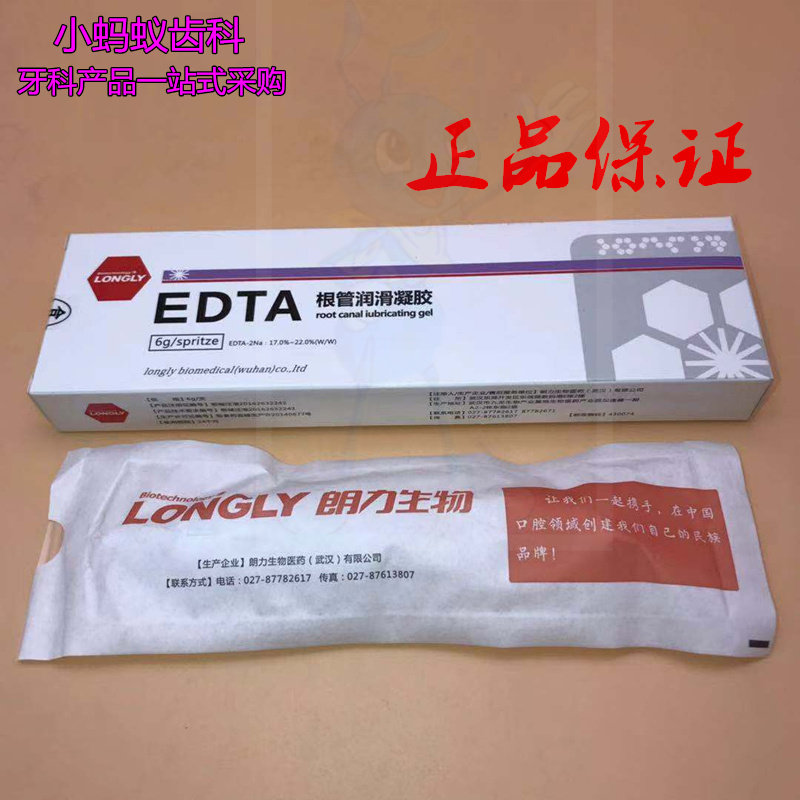 小蚂蚁齿科
牙科产品一站式采购
正品保证
LONGLY
EDTA 根管润滑凝胶
root canal iubricating gel
6g/spritze EDTA-2Na : 17.0%~22.0%(W/W)
longly biomedical(wuhan)co.,ltd
6g/支
Biotechnology
LONGLY 朗力生物
让我们一起携手,在中国
口腔领域创建我们自己的民族
品牌!
【生产企业】朗力生物医药(武汉)有限公司
【联系方式】电话:027-87782617 传真:027-87613807